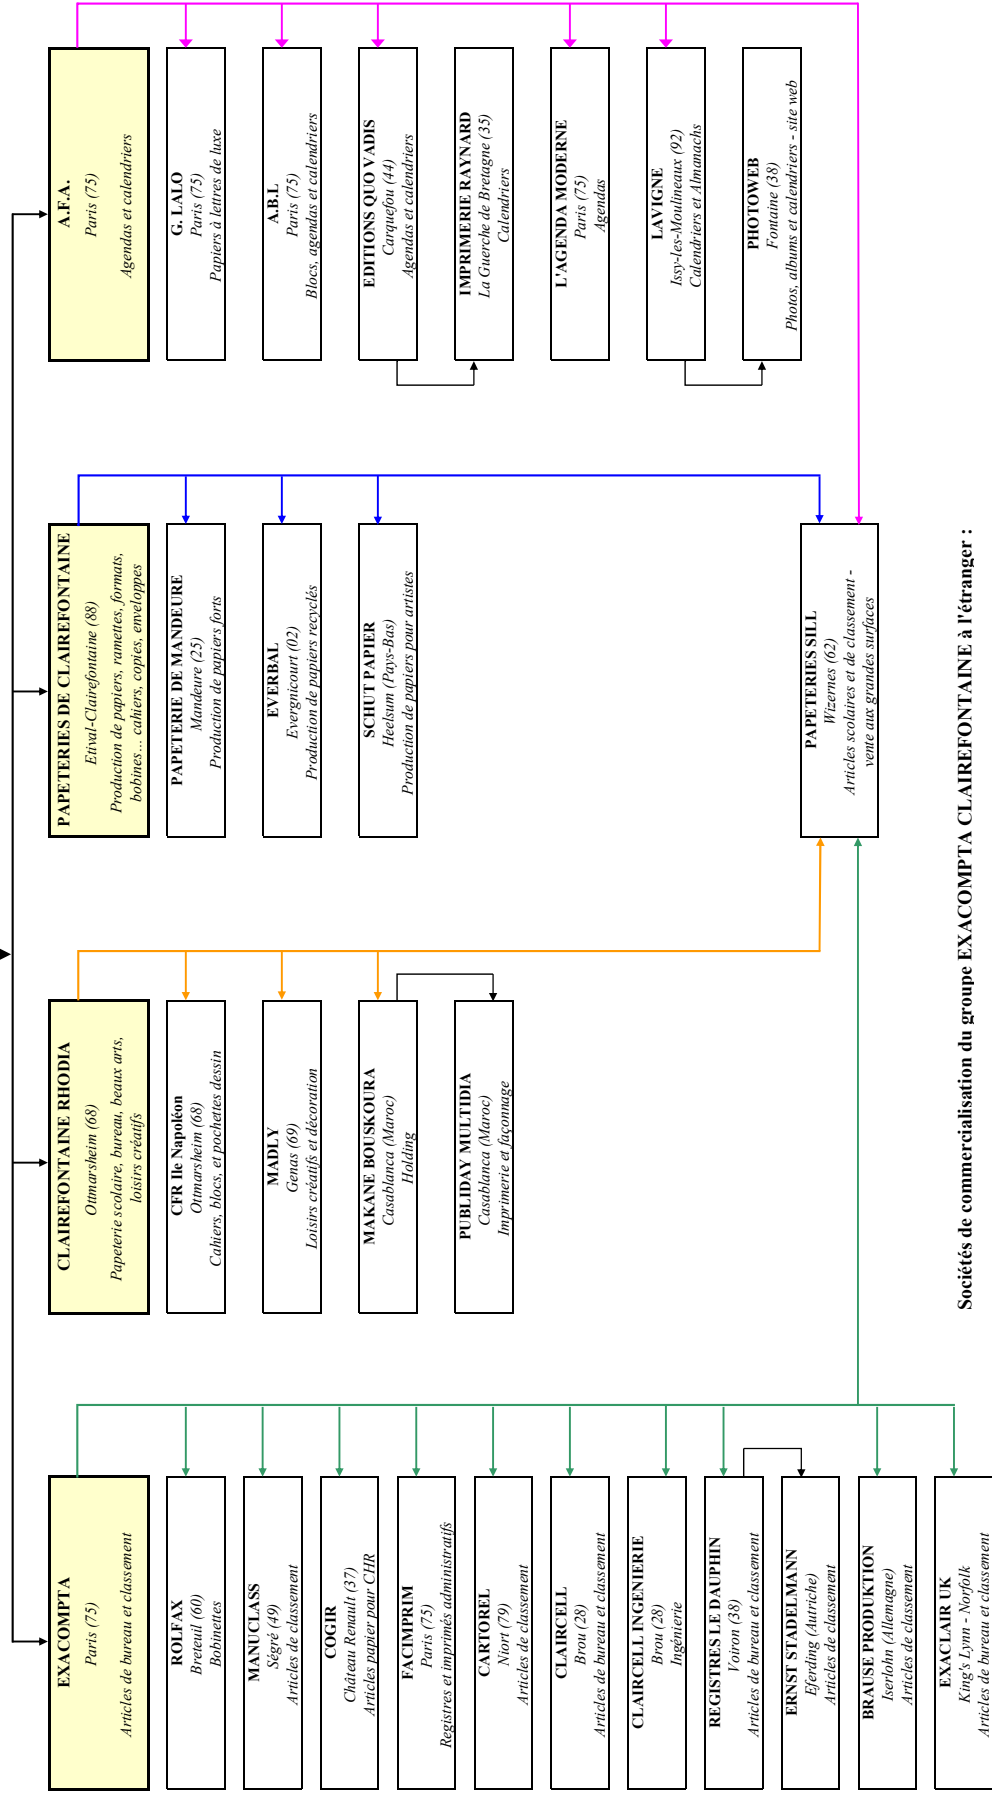 EXACOMPTA
Paris (75)
Articles de bureau et classement
ROLFAX
Breteuil (60)
Bobinettes
MANUCLASS
Ségré (49)
Articles de classement
COGIR
Château Renault (37)
Articles papier pour CHR
FACIMPRIM
Paris (75)
Registres et imprimés administratifs
CARTOREL
Niort (79)
Articles de classement
CLAIRCELL
Brou (28)
Articles de bureau et classement
CLAIRCELL INGENIERIE
Brou (28)
Ingénierie
REGISTRES LE DAUPHIN
Voiron (38)
Articles de bureau et classement
ERNST STADELMANN
Eferding (Autriche)
Articles de classement
BRAUSE PRODUKTION
Iserlohn (Allemagne)
Articles de classement
EXACLAIR UK
King's Lynn - Norfolk
Articles de bureau et classement
CLAIREFONTAINE RHODIA
Ottmarsheim (68)
Papeterie scolaire, bureau, beaux arts,
loisirs créatifs
CFR Ile Napoléon
Ottmarsheim (68)
Cahiers, blocs, et pochettes dessin
MADLY
Genas (69)
Loisirs créatifs et décoration
MAKANE BOUSKOURA
Casablanca (Maroc)
Holding
PUBLIDAY MULTIDIA
Casablanca (Maroc)
Imprimerie et façonnage
PAPETERIES DE CLAIREFONTAINE
Etival-Clairefontaine (88)
Production de papiers, ramettes, formats,
bobines... cahiers, copies, enveloppes
PAPETERIE DE MANDEURE
Mandeure (25)
Production de papiers forts
EVERBAL
Evergnicourt (02)
Production de papiers recyclés
SCHUT PAPIER
Heelsum (Pays-Bas)
Production de papiers pour artistes
PAPETERIES SILL
Wizernes (62)
Articles scolaires et de classement -
vente aux grandes surfaces
A.F.A.
Paris (75)
Agendas et calendriers
G. LALO
Paris (75)
Papiers à lettres de luxe
A.B.L
Paris (75)
Blocs, agendas et calendriers
EDITIONS QUO VADIS
Carquefou (44)
Agendas et calendriers
IMPRIMERIE RAYNARD
La Guerche de Bretagne (35)
Calendriers
L'AGENDA MODERNE
Paris (75)
Agendas
LAVIGNE
Issy-les-Moulineaux (92)
Calendriers et Almanachs
PHOTOWEB
Fontaine (38)
Photos, albums et calendriers - site web
Sociétés de commercialisation du groupe EXACOMPTA CLAIREFONTAINE à l'étranger :